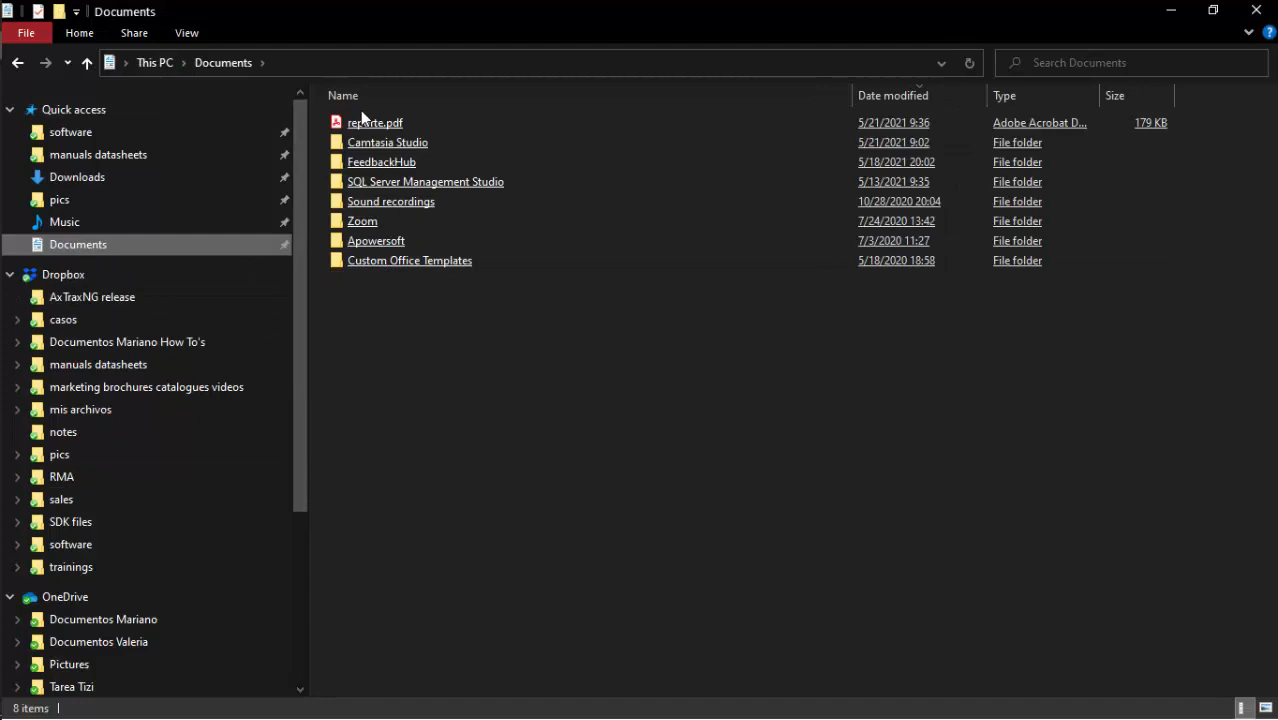 Documents
File Home Share View
This PC Documents Search Documents
Name Date modified Type Size
reporte.pdf 5/21/2021 9:36 Adobe Acrobat D... 179 KB
Camtasia Studio 5/21/2021 9:02 File folder
FeedbackHub 5/18/2021 20:02 File folder
SQL Server Management Studio 5/13/2021 9:35 File folder
Sound recordings 10/28/2020 20:04 File folder
Zoom 7/24/2020 13:42 File folder
Apowersoft 7/3/2020 11:27 File folder
Custom Office Templates 5/18/2020 18:58 File folder
Quick access
software
manuals datasheets
Downloads
pics
Music
Documents
Dropbox
AxTraxNG release
casos
Documentos Mariano How To's
manuals datasheets
marketing brochures catalogues videos
mis archivos
notes
pics
RMA
sales
SDK files
software
trainings
OneDrive
Documentos Mariano
Documentos Valeria
Pictures
Tarea Tizi
8 items